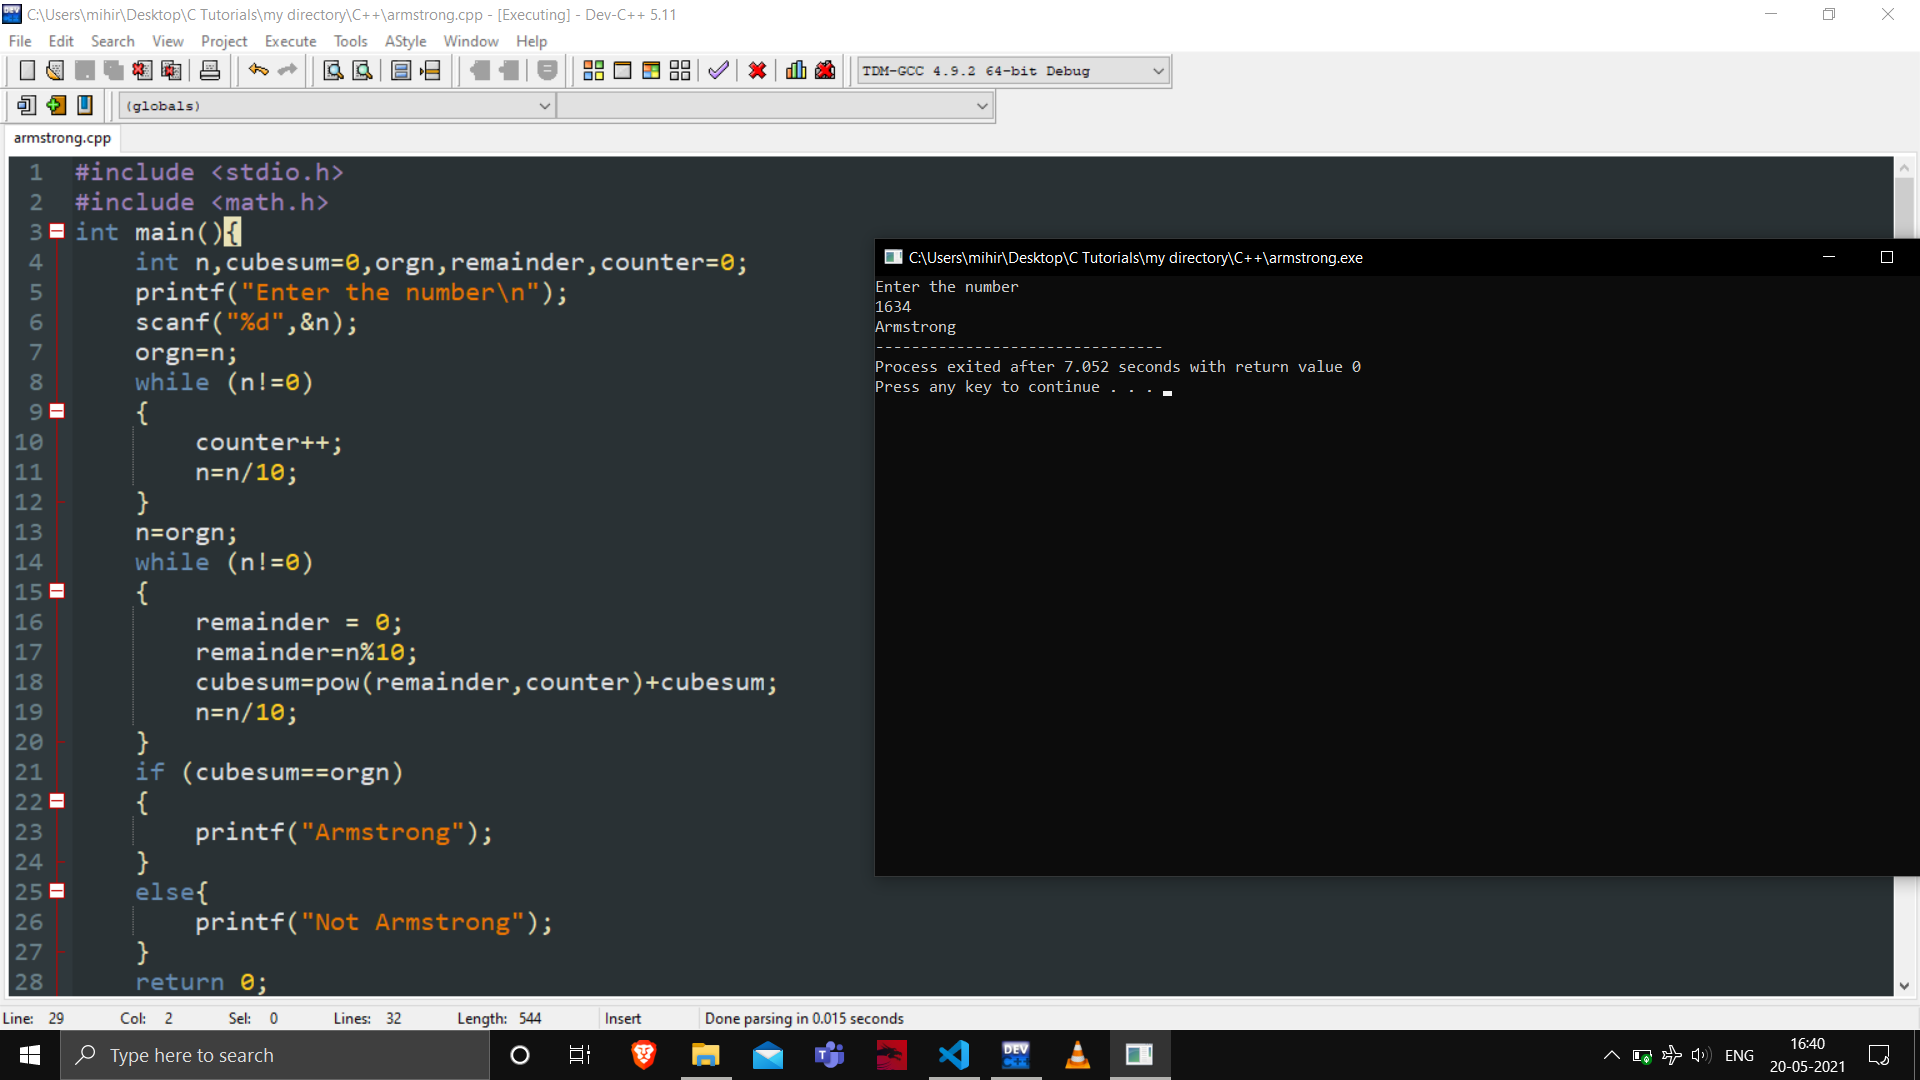 C:\Users\mihir\Desktop\C Tutorials\my directory\C++\armstrong.cpp - [Executing] - Dev-C++ 5.11
File Edit Search View Project Execute Tools AStyle Window Help
TDM-GCC 4.9.2 64-bit Debug
(globals)
armstrong.cpp
1 #include <stdio.h>
2 #include <math.h>
3 int main(){
4 int n,cubesum=0,orgn,remainder,counter=0;
5 printf("Enter the number\n");
6 scanf("%d",&n);
7 orgn=n;
8 while (n!=0)
9 {
10 counter++;
11 n=n/10;
12 }
13 n=orgn;
14 while (n!=0)
15 {
16 remainder = 0;
17 remainder=n%10;
18 cubesum=pow(remainder,counter)+cubesum;
19 n=n/10;
20 }
21 if (cubesum==orgn)
22 {
23 printf("Armstrong");
24 }
25 else{
26 printf("Not Armstrong");
27 }
28 return 0;
C:\Users\mihir\Desktop\C Tutorials\my directory\C++\armstrong.exe
Enter the number
1634
Armstrong
--------------------------------
Process exited after 7.052 seconds with return value 0
Press any key to continue . . .
Line: 29 Col: 2 Sel: 0 Lines: 32 Length: 544 Insert Done parsing in 0.015 seconds
Type here to search
DEV
C++
ENG
16:40
20-05-2021